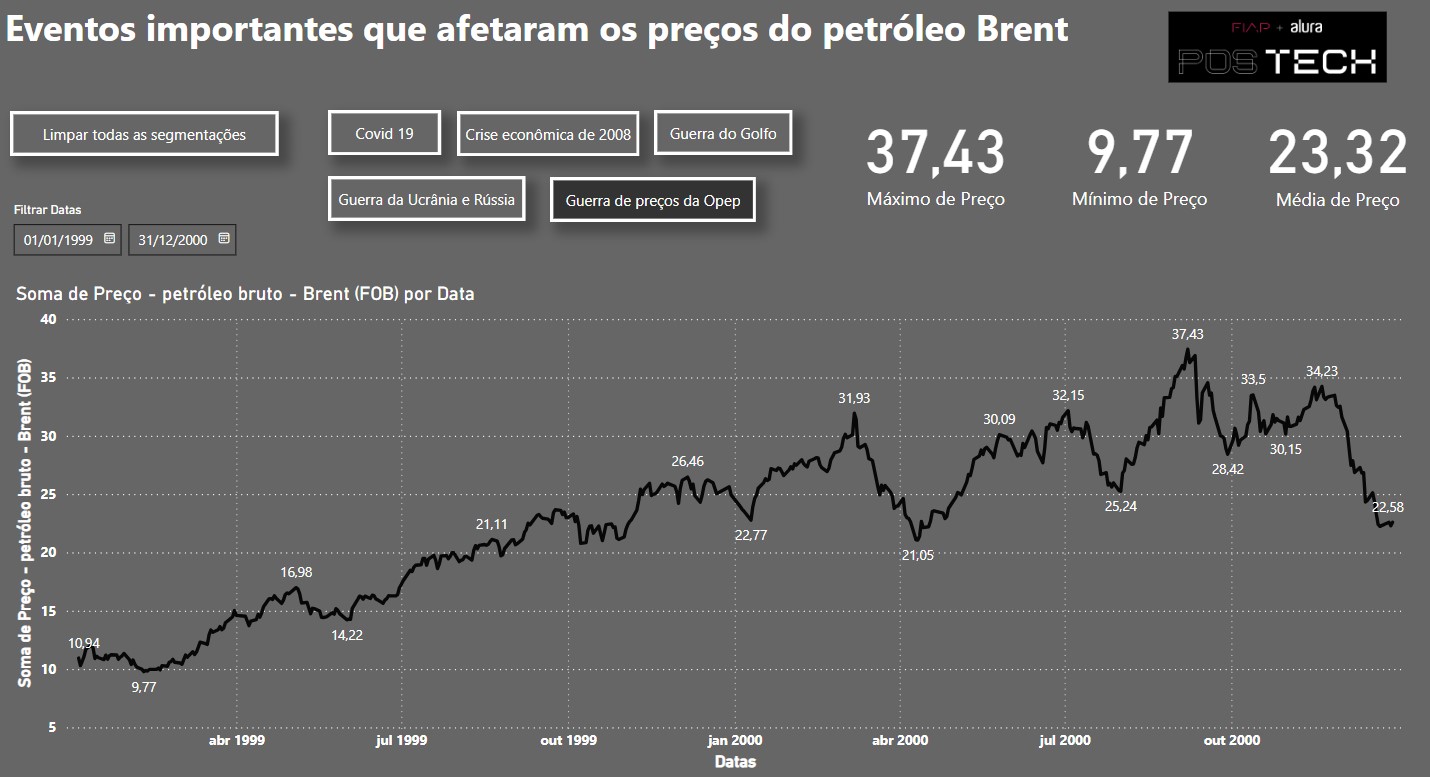 Eventos importantes que afetaram os preços do petróleo Brent
FIAP + alura
POS TECH
Limpar todas as segmentações
Covid 19
Crise econômica de 2008
Guerra do Golfo
Guerra da Ucrânia e Rússia
Guerra de preços da Opep
37,43
Máximo de Preço
9,77
Mínimo de Preço
23,32
Média de Preço
Filtrar Datas
01/01/1999
31/12/2000
Soma de Preço - petróleo bruto - Brent (FOB) por Data
Soma de Preço - petróleo bruto - Brent (FOB)
40
35
30
25
20
15
10
5
10,94
9,77
16,98
14,22
21,11
26,46
22,77
31,93
21,05
30,09
32,15
25,24
37,43
28,42
33,5
30,15
34,23
22,58
abr 1999
jul 1999
out 1999
jan 2000
abr 2000
jul 2000
out 2000
Datas